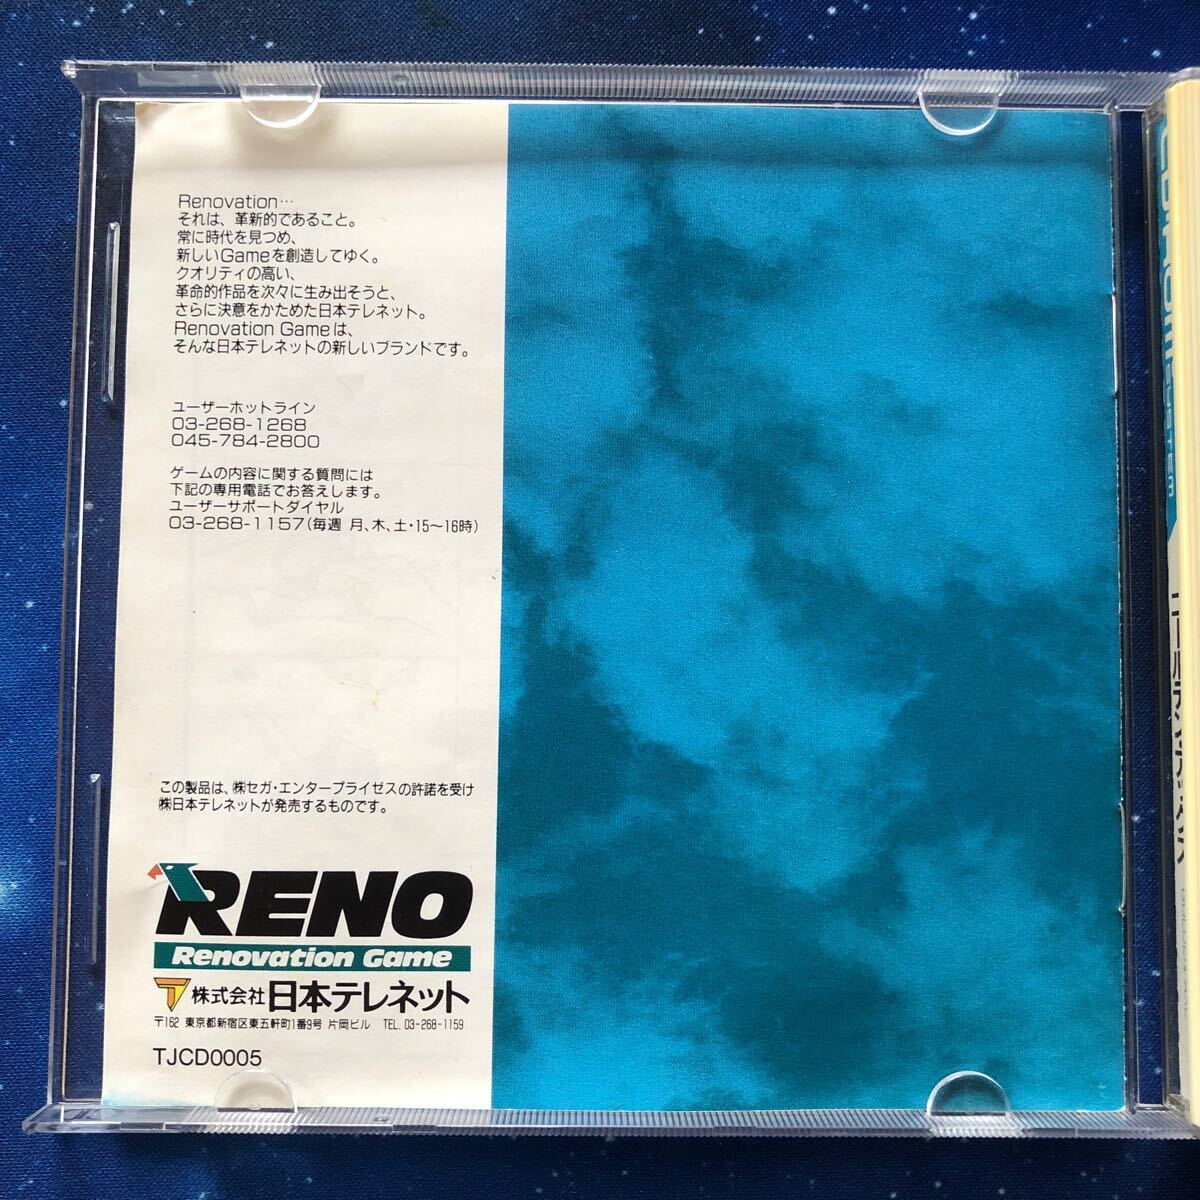 Renovation…
それは、革新的であること。
常に時代を見つめ、
新しいGameを創造してゆく。
クオリティの高い、
革命的作品を次々に生み出そうと、
さらに決意をかためた日本テレネット。
Renovation Gameは、
そんな日本テレネットの新しいブランドです。
ユーザーホットライン
03-268-1268
045-784-2800
ゲームの内容に関する質問には
下記の専用電話でお答えします。
ユーザーサポートダイヤル
03-268-1157(毎週 月、木、土・15～16時)
この製品は、㈱セガ・エンタープライゼスの許諾を受け
㈱日本テレネットが発売するものです。
RENO
Renovation Game
株式会社日本テレネット
〒162 東京都新宿区東五軒町1番9号 片岡ビル TEL. 03-268-1159
TJCD0005